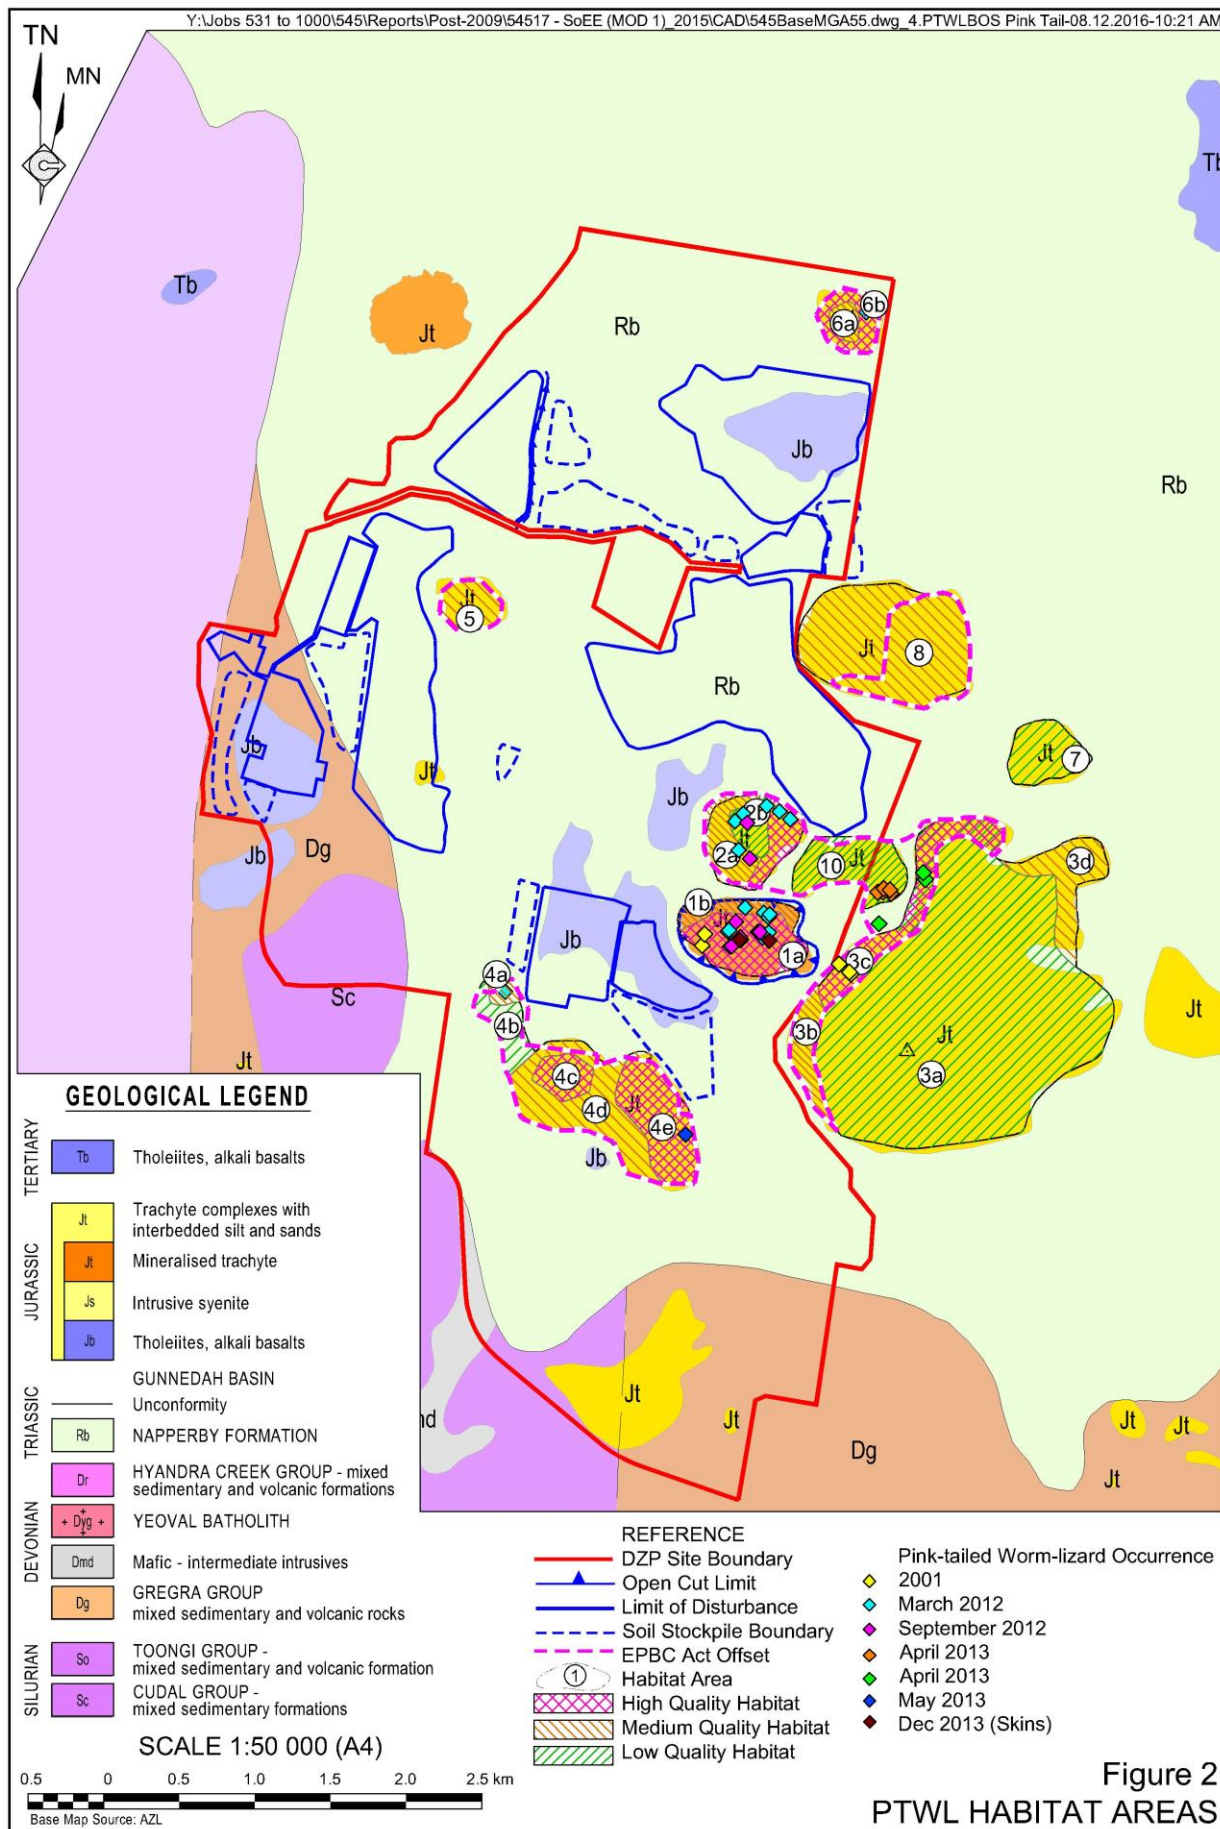 Y:\Jobs 531 to 1000\545\Reports\Post-2009\54517 - SoEE (MOD 1)_2015\CAD\545BaseMGA55.dwg_4.PTWLBOS Pink Tail-08.12.2016-10:21 AM
TN
MN
Tb
Tb
Jt
Rb
6b
6a
Jb
Rb
Jt
5
Jt
8
Rb
Jt
7
Jb
Jt
Jb
2b
Jt
2a
10
Jt
3d
Jb
Dg
1b
Jt
1a
Jb
3c
4a
Sc
4b
3b
Jt
Jt
3a
Jt
4c
4d
Jt
4e
Jb
Jt
Jt
Dg
Jt
Jt
Jt
nd
GEOLOGICAL LEGEND
TERTIARY
Tb Tholeiites, alkali basalts
JURASSIC
Jt Trachyte complexes with
interbedded silt and sands
Jt Mineralised trachyte
Js Intrusive syenite
Jb Tholeiites, alkali basalts
GUNNEDAH BASIN
Unconformity
TRIASSIC
Rb NAPPERBY FORMATION
DEVONIAN
Dr HYANDRA CREEK GROUP - mixed
sedimentary and volcanic formations
+ Dyg + YEOVAL BATHOLITH
Dmd Mafic - intermediate intrusives
Dg GREGRA GROUP
mixed sedimentary and volcanic rocks
SILURIAN
So TOONGI GROUP -
mixed sedimentary and volcanic formation
Sc CUDAL GROUP -
mixed sedimentary formations
SCALE 1:50 000 (A4)
0.5 0 0.5 1.0 1.5 2.0 2.5 km
Base Map Source: AZL
REFERENCE
DZP Site Boundary
Open Cut Limit
Limit of Disturbance
Soil Stockpile Boundary
EPBC Act Offset
1 Habitat Area
High Quality Habitat
Medium Quality Habitat
Low Quality Habitat
Pink-tailed Worm-lizard Occurrence
2001
March 2012
September 2012
April 2013
April 2013
May 2013
Dec 2013 (Skins)
Figure 2
PTWL HABITAT AREAS